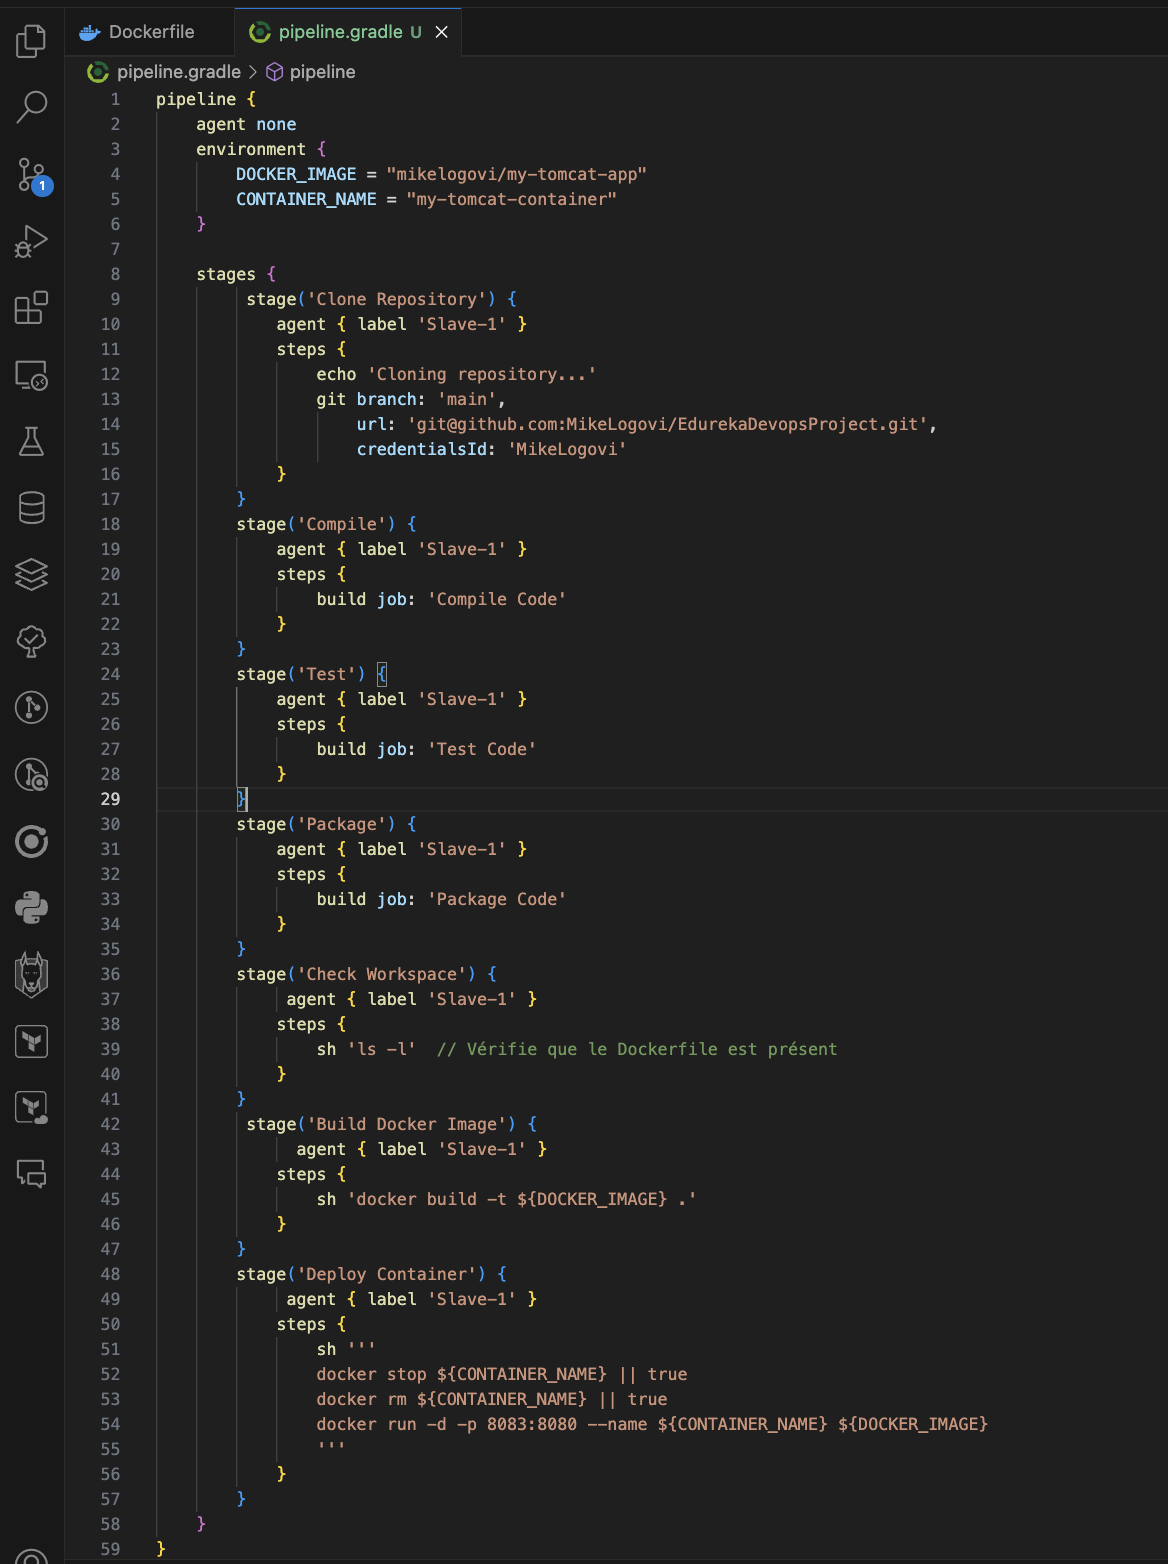 Dockerfile
pipeline.gradle U
pipeline.gradle > pipeline
1
1 pipeline {
2 agent none
3 environment {
4 DOCKER_IMAGE = "mikelogovi/my-tomcat-app"
5 CONTAINER_NAME = "my-tomcat-container"
6 }
7
8 stages {
9 stage('Clone Repository') {
10 agent { label 'Slave-1' }
11 steps {
12 echo 'Cloning repository...'
13 git branch: 'main',
14 url: 'git@github.com:MikeLogovi/EdurekaDevopsProject.git',
15 credentialsId: 'MikeLogovi'
16 }
17 }
18 stage('Compile') {
19 agent { label 'Slave-1' }
20 steps {
21 build job: 'Compile Code'
22 }
23 }
24 stage('Test') {
25 agent { label 'Slave-1' }
26 steps {
27 build job: 'Test Code'
28 }
29 }
30 stage('Package') {
31 agent { label 'Slave-1' }
32 steps {
33 build job: 'Package Code'
34 }
35 }
36 stage('Check Workspace') {
37 agent { label 'Slave-1' }
38 steps {
39 sh 'ls -l' // Vérifie que le Dockerfile est présent
40 }
41 }
42 stage('Build Docker Image') {
43 agent { label 'Slave-1' }
44 steps {
45 sh 'docker build -t ${DOCKER_IMAGE} .'
46 }
47 }
48 stage('Deploy Container') {
49 agent { label 'Slave-1' }
50 steps {
51 sh '''
52 docker stop ${CONTAINER_NAME} || true
53 docker rm ${CONTAINER_NAME} || true
54 docker run -d -p 8083:8080 --name ${CONTAINER_NAME} ${DOCKER_IMAGE}
55 '''
56 }
57 }
58 }
59 }